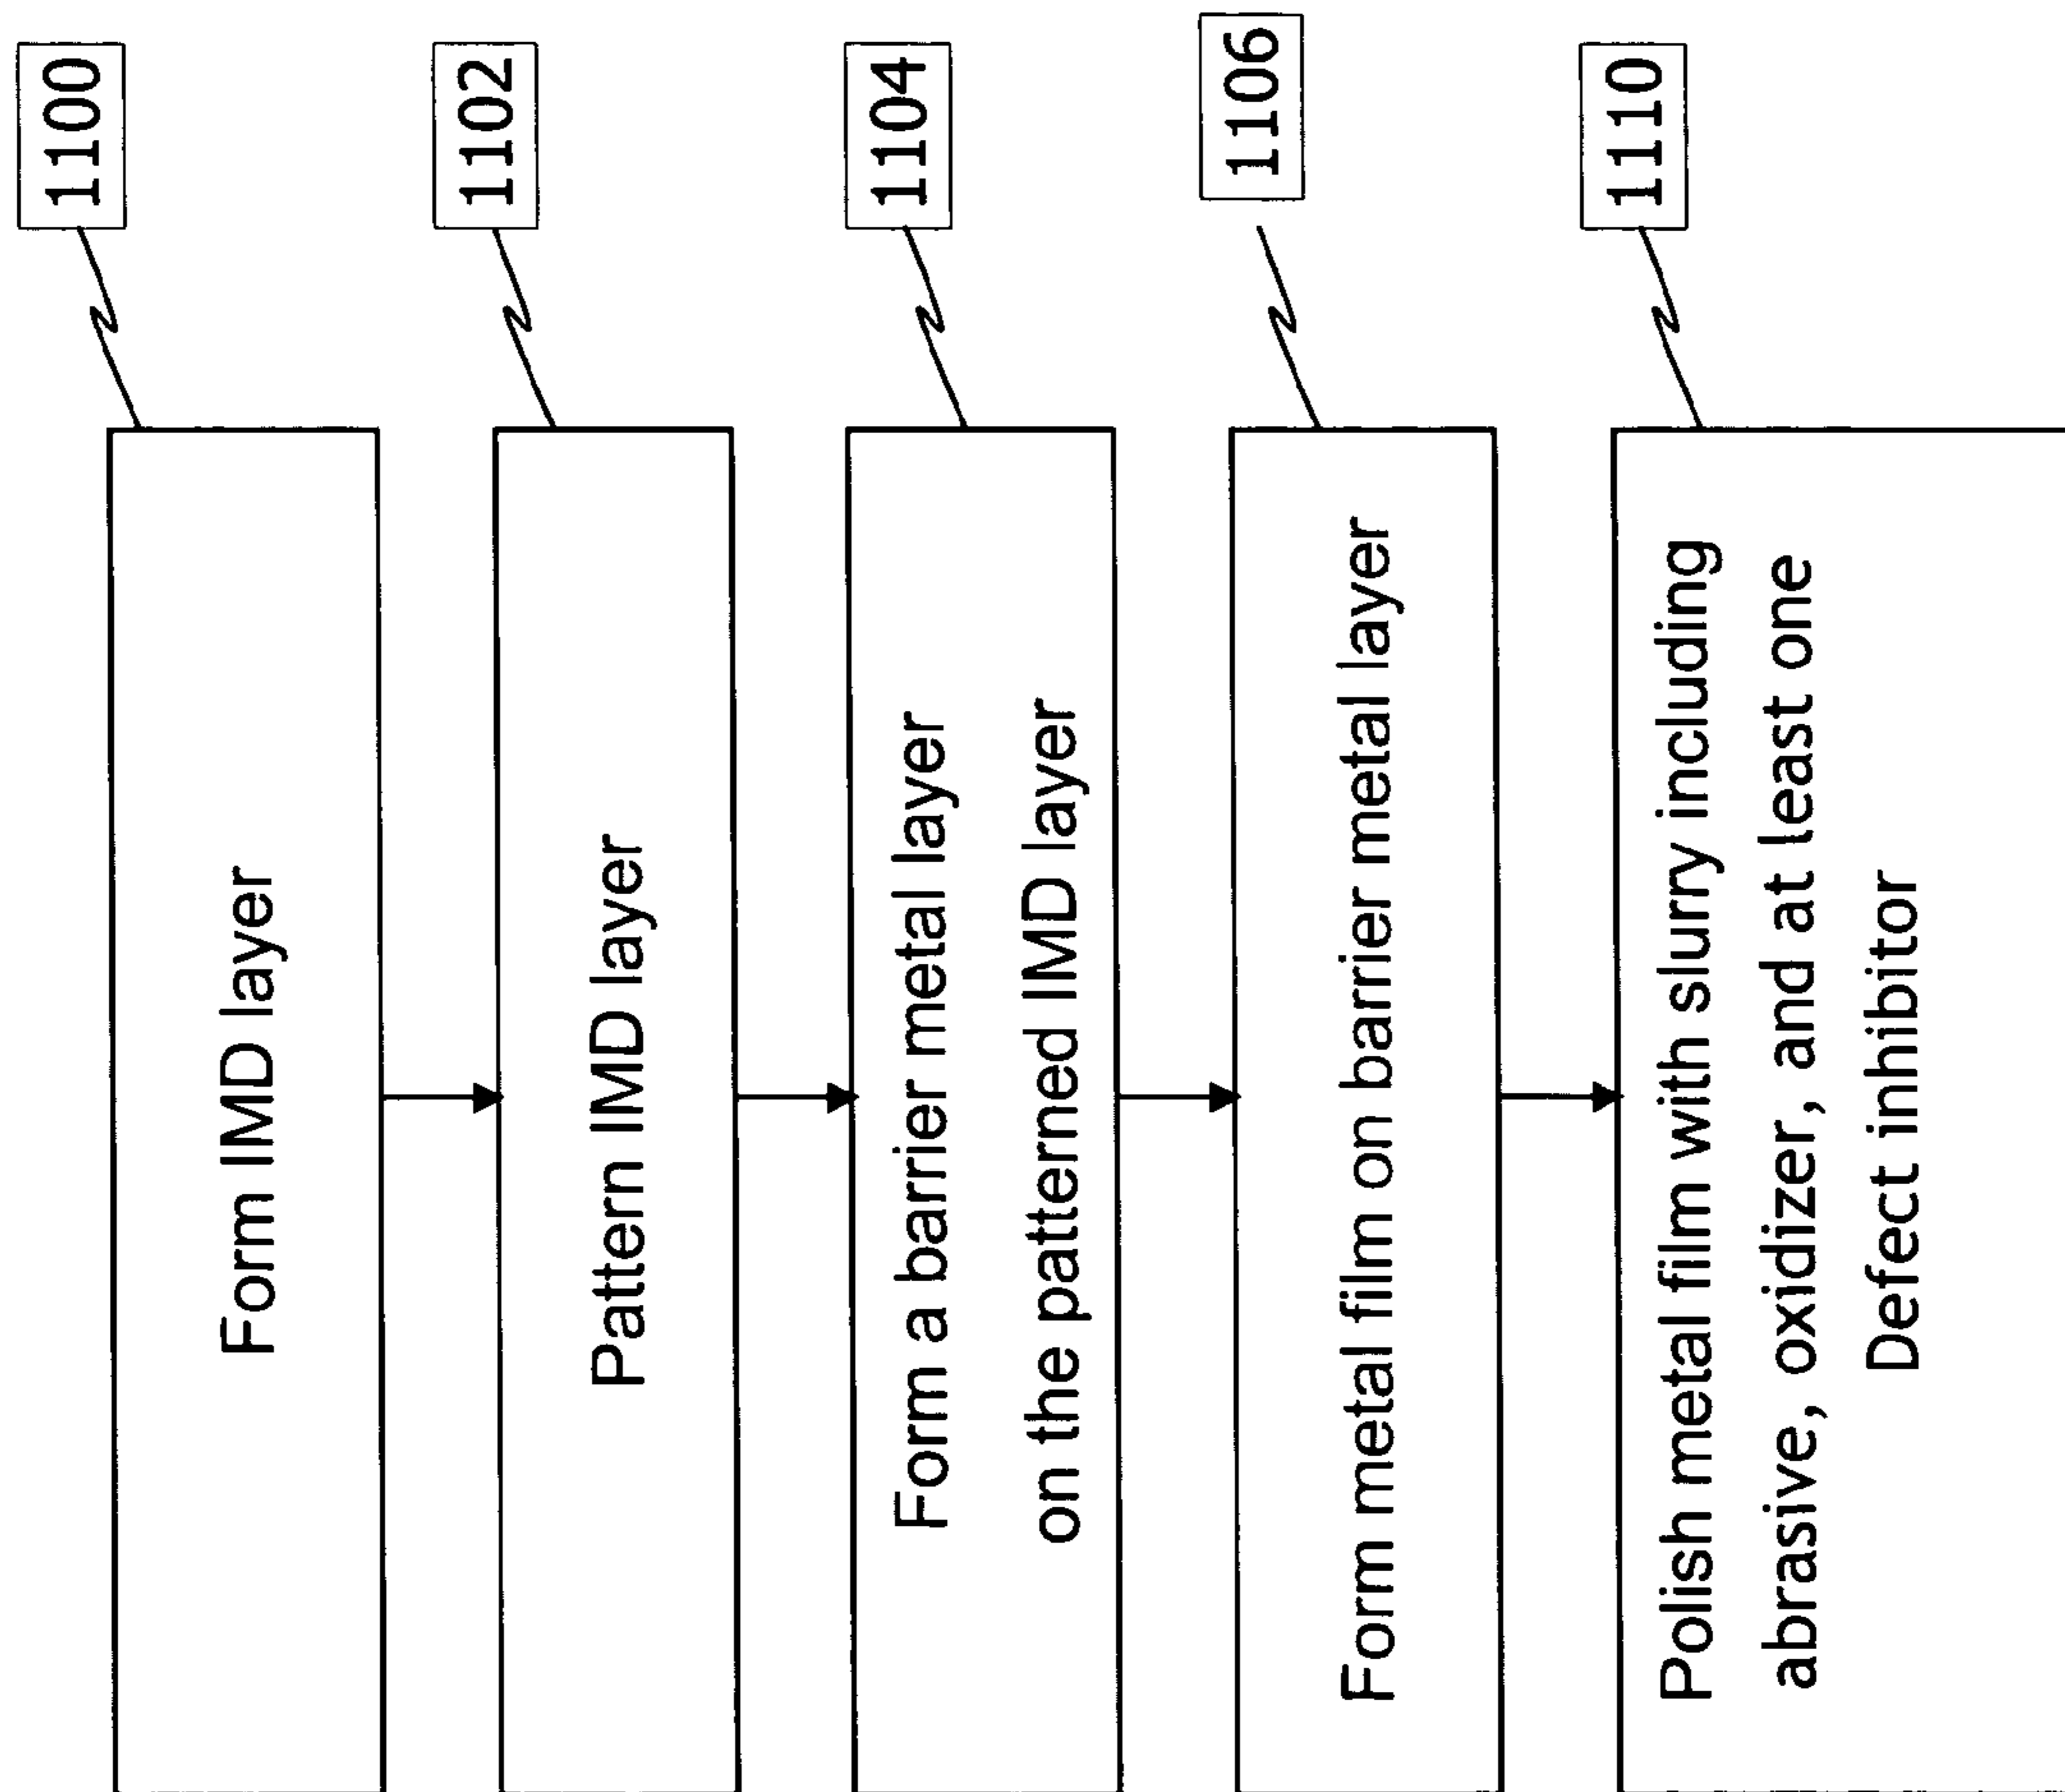 1100
Form IMD layer
1102
Pattern IMD layer
1104
Form a barrier metal layer
on the patterned IMD layer
1106
Form metal film on barrier metal layer
1110
Polish metal film with slurry including
abrasive, oxidizer, and at least one
Defect inhibitor